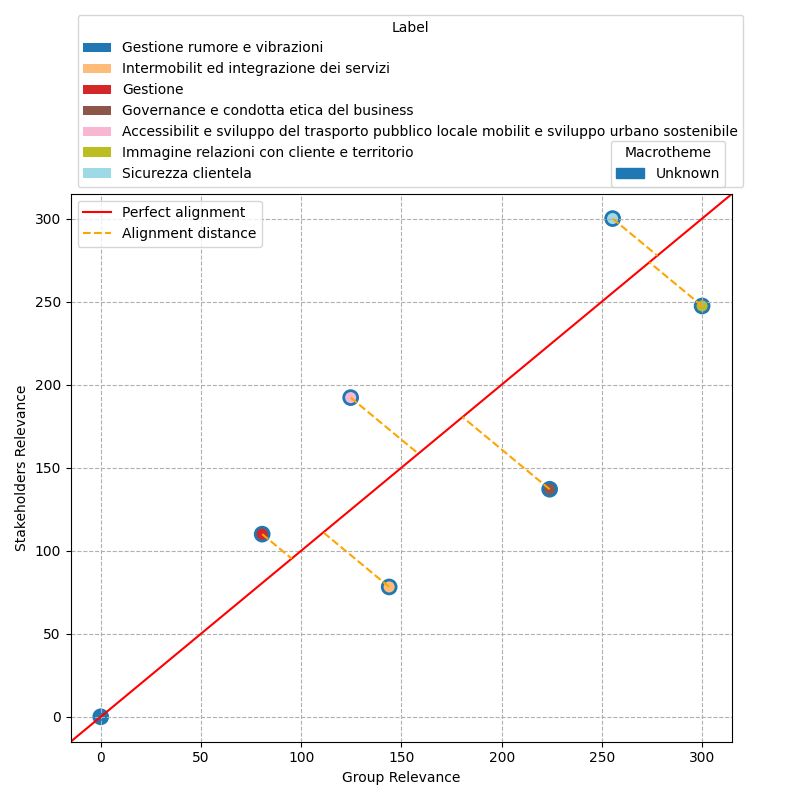 Label
Gestione rumore e vibrazioni
Intermobilit ed integrazione dei servizi
Gestione
Governance e condotta etica del business
Accessibilit e sviluppo del trasporto pubblico locale mobilit e sviluppo urbano sostenibile
Immagine relazioni con cliente e territorio
Sicurezza clientela
Macrotheme
Unknown
Perfect alignment
Alignment distance
300
250
200
150
100
50
0
Stakeholders Relevance
0 50 100 150 200 250 300
Group Relevance